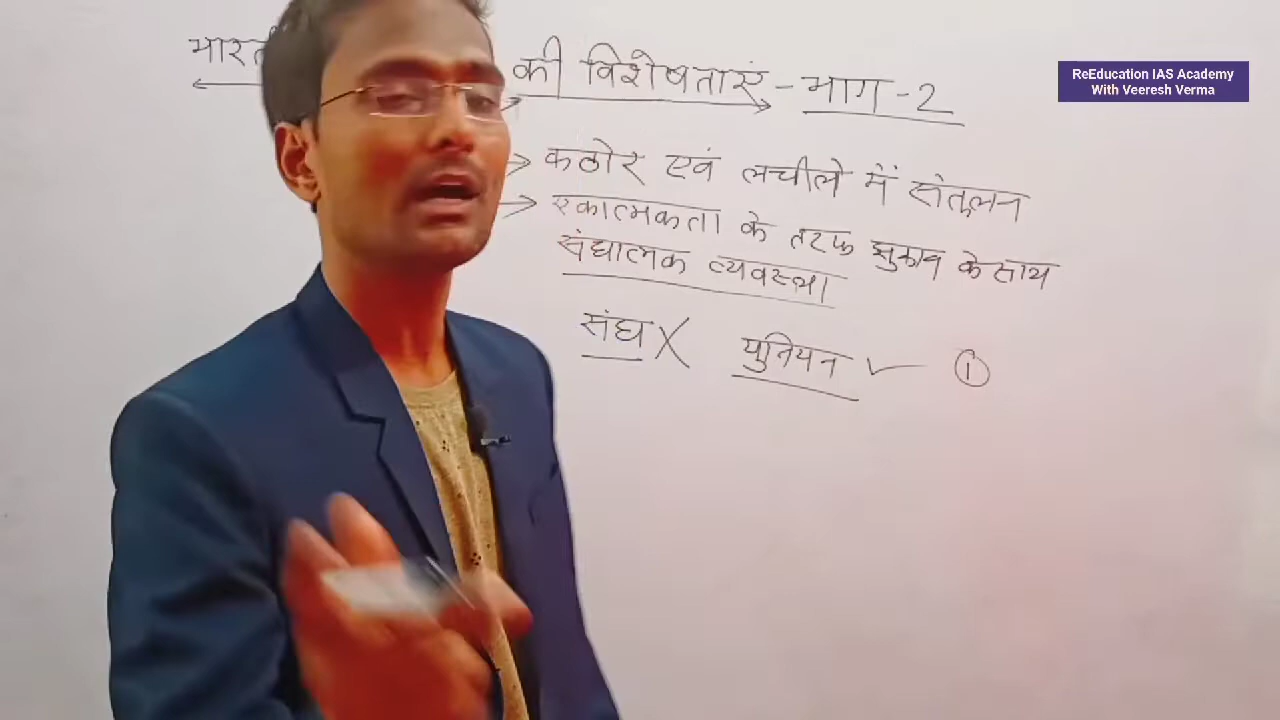 ReEducation IAS Academy
With Veeresh Verma
भारती की विशेषताएं - भाग - 2
→ कठोर एवं लचीले में संतुलन
→ एकात्मकता के तरफ झुकाव के साथ
संघात्मक व्यवस्था
संघ X यूनियन ✓ ①